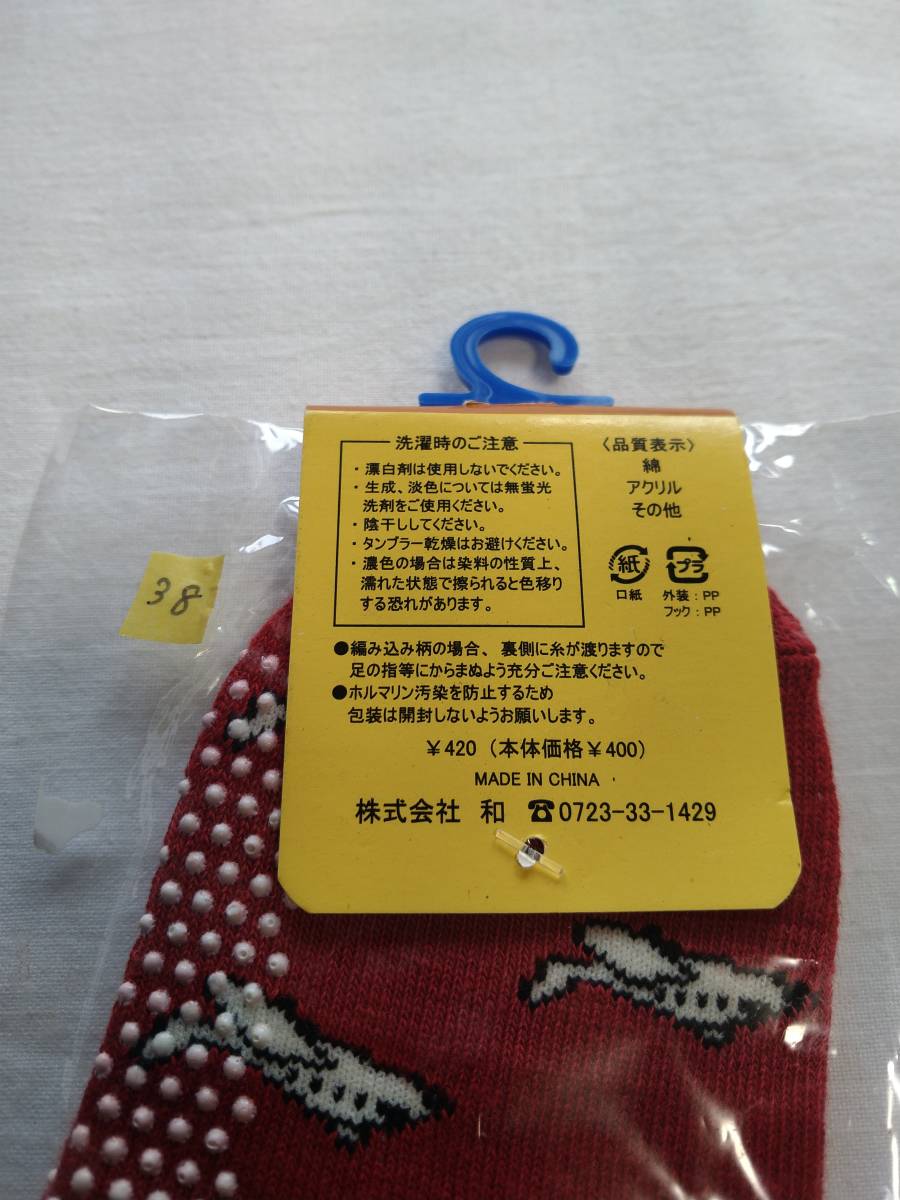 洗濯時のご注意
・漂白剤は使用しないでください。
・生成、淡色については無蛍光
洗剤をご使用ください。
・陰干ししてください。
・タンブラー乾燥はお避けください。
・濃色の場合は染料の性質上、
濡れた状態で擦られると色移り
する恐れがあります。
〈品質表示〉
綿
アクリル
その他
紙
プラ
口紙
外装：PP
フック：PP
38
●編み込み柄の場合、裏側に糸が渡りますので
足の指等にからまぬよう充分ご注意ください。
●ホルマリン汚染を防止するため
包装は開封しないようお願いします。
￥420（本体価格￥400）
MADE IN CHINA
株式会社 和 ☎0723-33-1429